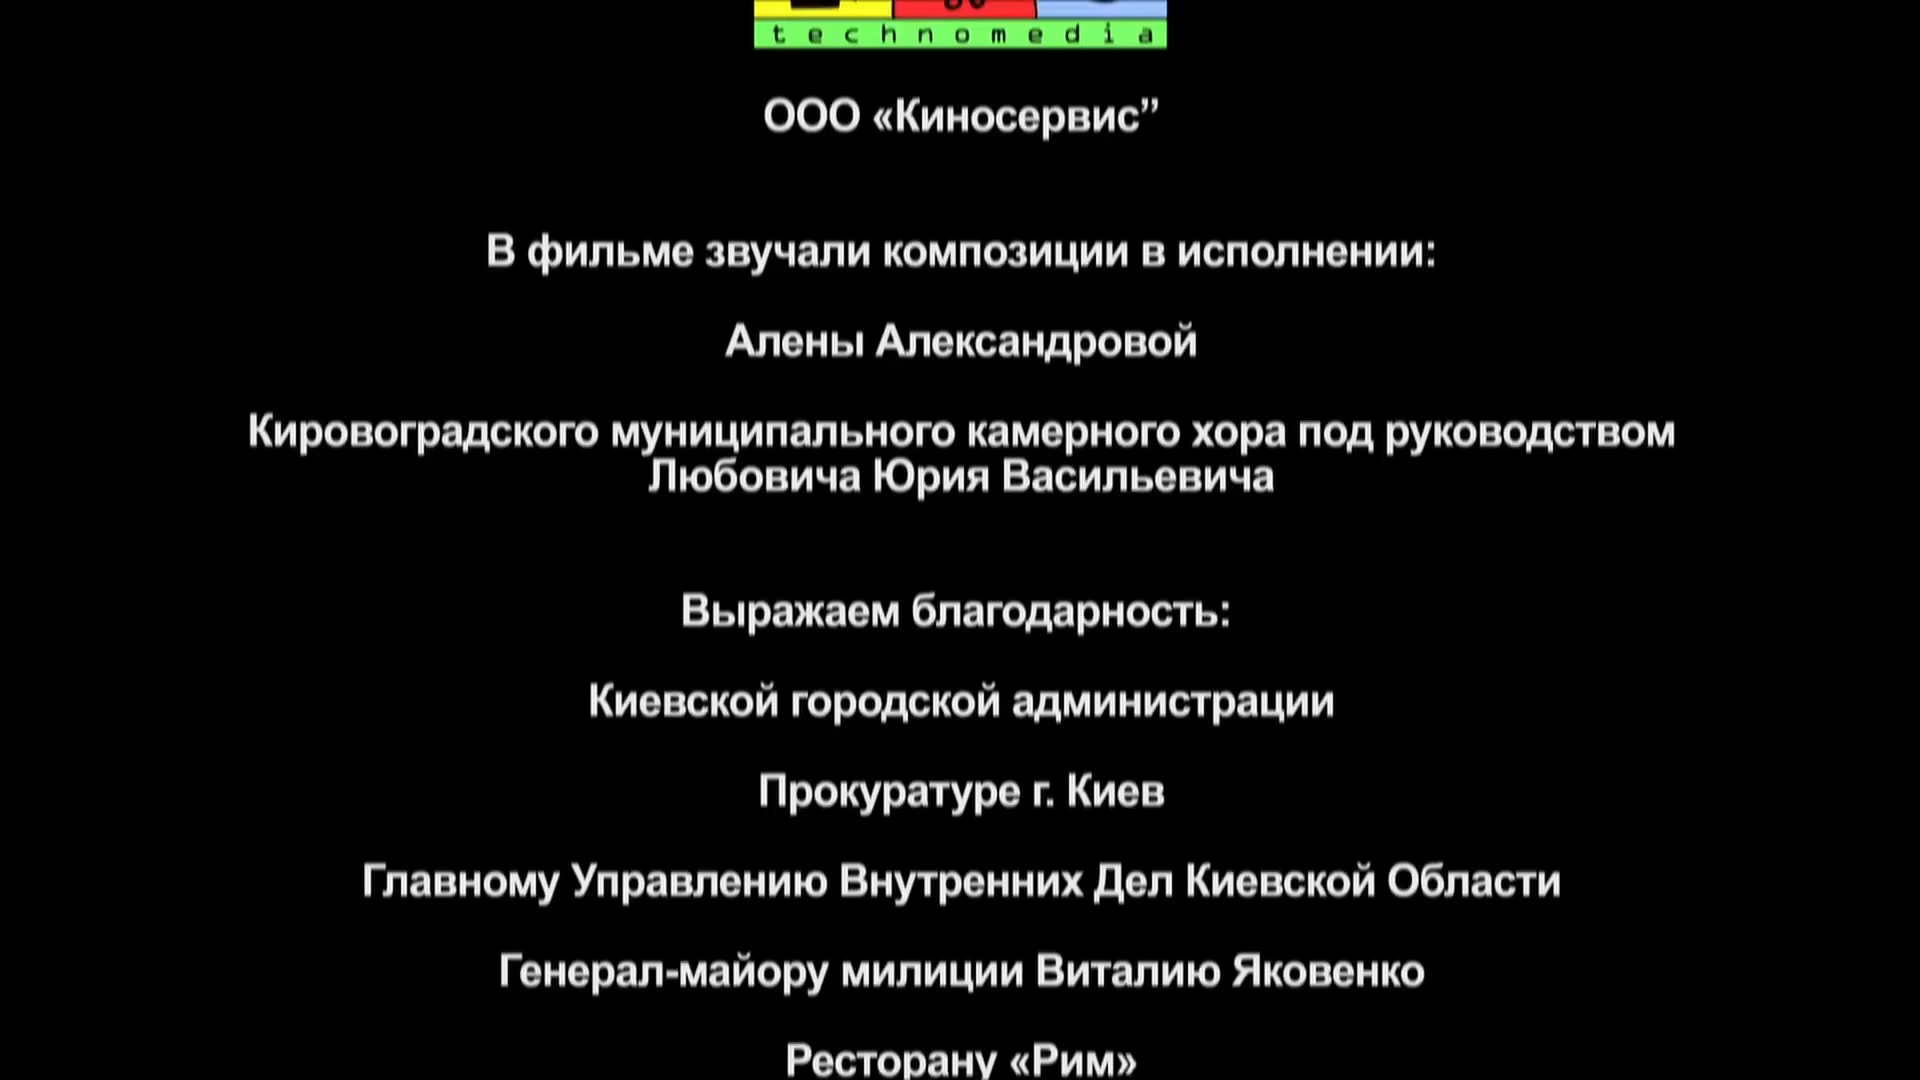 technomedia
ООО «Киносервис”
В фильме звучали композиции в исполнении:
Алены Александровой
Кировоградского муниципального камерного хора под руководством
Любовича Юрия Васильевича
Выражаем благодарность:
Киевской городской администрации
Прокуратуре г. Киев
Главному Управлению Внутренних Дел Киевской Области
Генерал-майору милиции Виталию Яковенко
Ресторану «Рим»